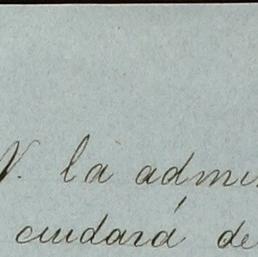 V. la admi
cuidará de